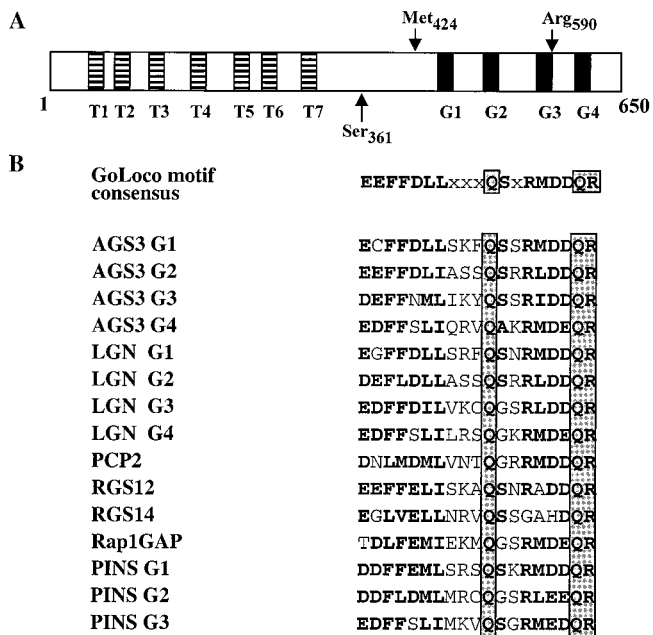 A
Met424
Arg590
1
T1 T2 T3 T4 T5 T6 T7 G1 G2 G3 G4 650
Ser361
B
GoLoco motif consensus EEFFDLLxxxQSxRMDDQR
AGS3 G1 ECFFDLLSKFQSSRMDDQR
AGS3 G2 EEFFDLIASSQSRRLDDQR
AGS3 G3 DEFFNMLIKYQSSRIDDQR
AGS3 G4 EDFFSLIQRVQAKRMDEQR
LGN G1 EGFFDLLSRFQSNRMDDQR
LGN G2 DEFLDLLASSQSRRLDDQR
LGN G3 EDFFDILVKCQGSRLDDQR
LGN G4 EDFFSLILRSQGKRMDEQR
PCP2 DNLMDMLVNTQGRRMDDQR
RGS12 EEFFELISKAQSNRADDQR
RGS14 EGLVELLNRVQSSGAHDQR
Rap1GAP TDLFEMIEKMQGSRMDEQR
PINS G1 DDFFEMLSRSQSKRMDDQR
PINS G2 DDFLDMLMRCQGSRLEEQR
PINS G3 EDFFSLIMKVQSGRMEDQR